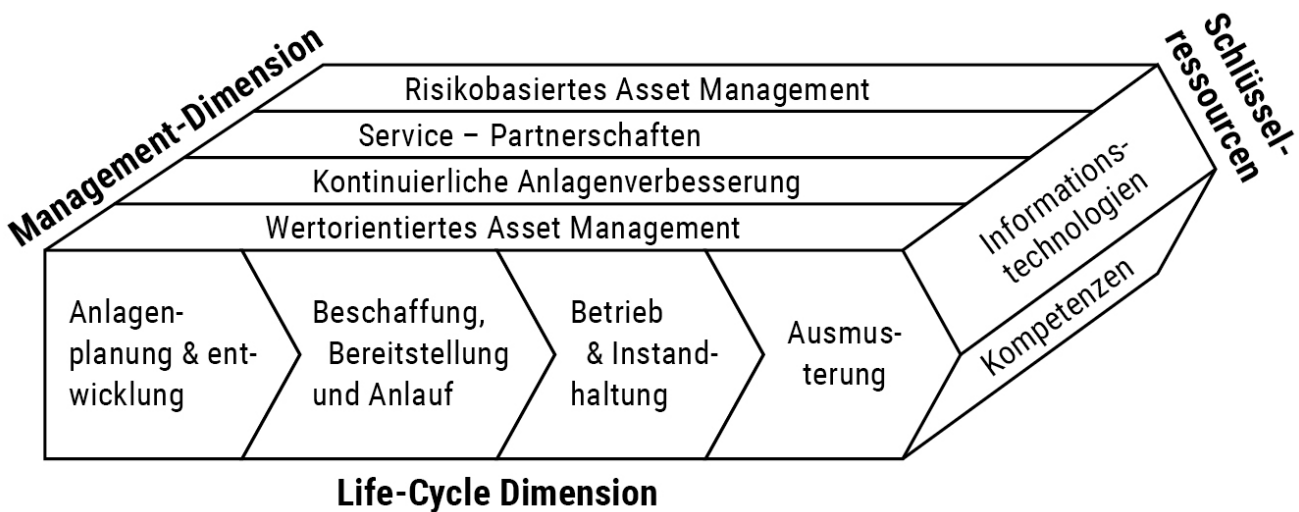 Management-Dimension
Schlüssel-
ressourcen
Risikobasiertes Asset Management
Service – Partnerschaften
Kontinuierliche Anlagenverbesserung
Wertorientiertes Asset Management
Informations-
technologien
Kompetenzen
Anlagen-
planung & ent-
wicklung
Beschaffung,
Bereitstellung
und Anlauf
Betrieb
& Instand-
haltung
Ausmus-
terung
Life-Cycle Dimension